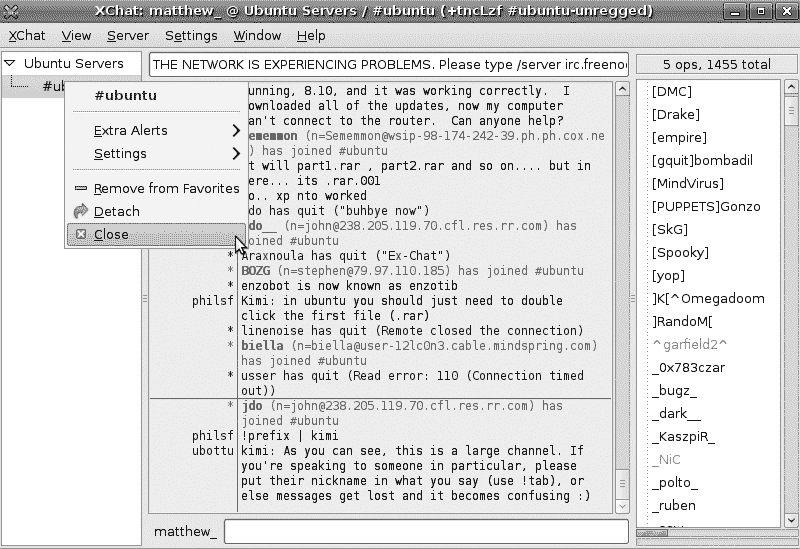 XChat: matthew_ @ Ubuntu Servers / #ubuntu (+tncLzf #ubuntu-unregged)
XChat View Server Settings Window Help
Ubuntu Servers
#ub
THE NETWORK IS EXPERIENCING PROBLEMS. Please type /server irc.freenod
5 ops, 1455 total
#ubuntu
Extra Alerts
Settings
Remove from Favorites
Detach
Close
unning, 8.10, and it was working correctly. I
ownloaded all of the updates, now my computer
an't connect to the router. Can anyone help?
ememmon (n=Sememmon@wsip-98-174-242-39.ph.ph.cox.ne
) has joined #ubuntu
t will part1.rar , part2.rar and so on.... but in
ere... its .rar.001
o.. xp nto worked
do has quit ("buhbye now")
do__ (n=john@238.205.119.70.cfl.res.rr.com) has
joined #ubuntu
* Araxnoula has quit ("Ex-Chat")
* BOZG (n=stephen@79.97.110.185) has joined #ubuntu
* enzobot is now known as enzotib
philsf Kimi: in ubuntu you should just need to double
click the first file (.rar)
* linenoise has quit (Remote closed the connection)
* biella (n=biella@user-12lc0n3.cable.mindspring.com)
has joined #ubuntu
* usser has quit (Read error: 110 (Connection timed
out))
* jdo (n=john@238.205.119.70.cfl.res.rr.com) has
joined #ubuntu
philsf !prefix | kimi
ubottu kimi: As you can see, this is a large channel. If
you're speaking to someone in particular, please
put their nickname in what you say (use !tab), or
else messages get lost and it becomes confusing :)
matthew_
[DMC]
[Drake]
[empire]
[gquit]bombadil
[MindVirus]
[PUPPETS]Gonzo
[SkG]
[Spooky]
[yop]
]K[^Omegadoom
]RandoM[
^garfield2^
_0x783czar
_bugz_
_dark__
_KaszpiR_
_NiC
_polto_
_ruben